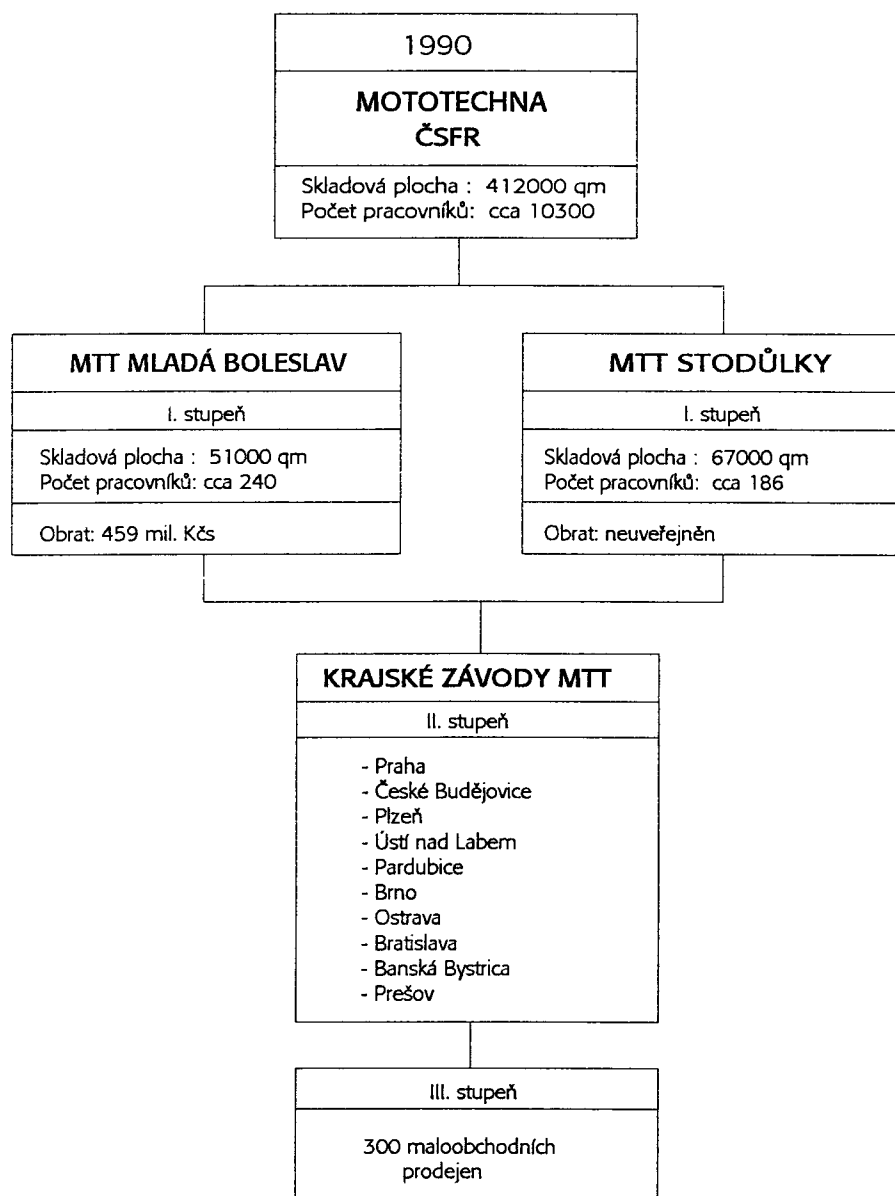 1990
MOTOTECHNA
ČSFR
Skladová plocha : 412000 qm
Počet pracovníků: cca 10300
MTT MLADÁ BOLESLAV
I. stupeň
Skladová plocha : 51000 qm
Počet pracovníků: cca 240
Obrat: 459 mil. Kčs
MTT STODŮLKY
I. stupeň
Skladová plocha : 67000 qm
Počet pracovníků: cca 186
Obrat: neuveřejněn
KRAJSKÉ ZÁVODY MTT
II. stupeň
- Praha
- České Budějovice
- Plzeň
- Ústí nad Labem
- Pardubice
- Brno
- Ostrava
- Bratislava
- Banská Bystrica
- Prešov
III. stupeň
300 maloobchodních
prodejen